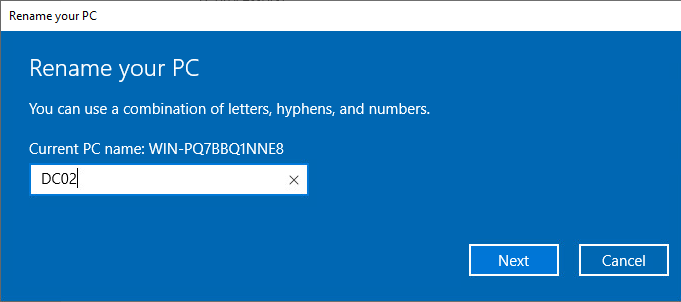 Rename your PC
Rename your PC
You can use a combination of letters, hyphens, and numbers.
Current PC name: WIN-PQ7BBQ1NNE8
DC02
Next
Cancel